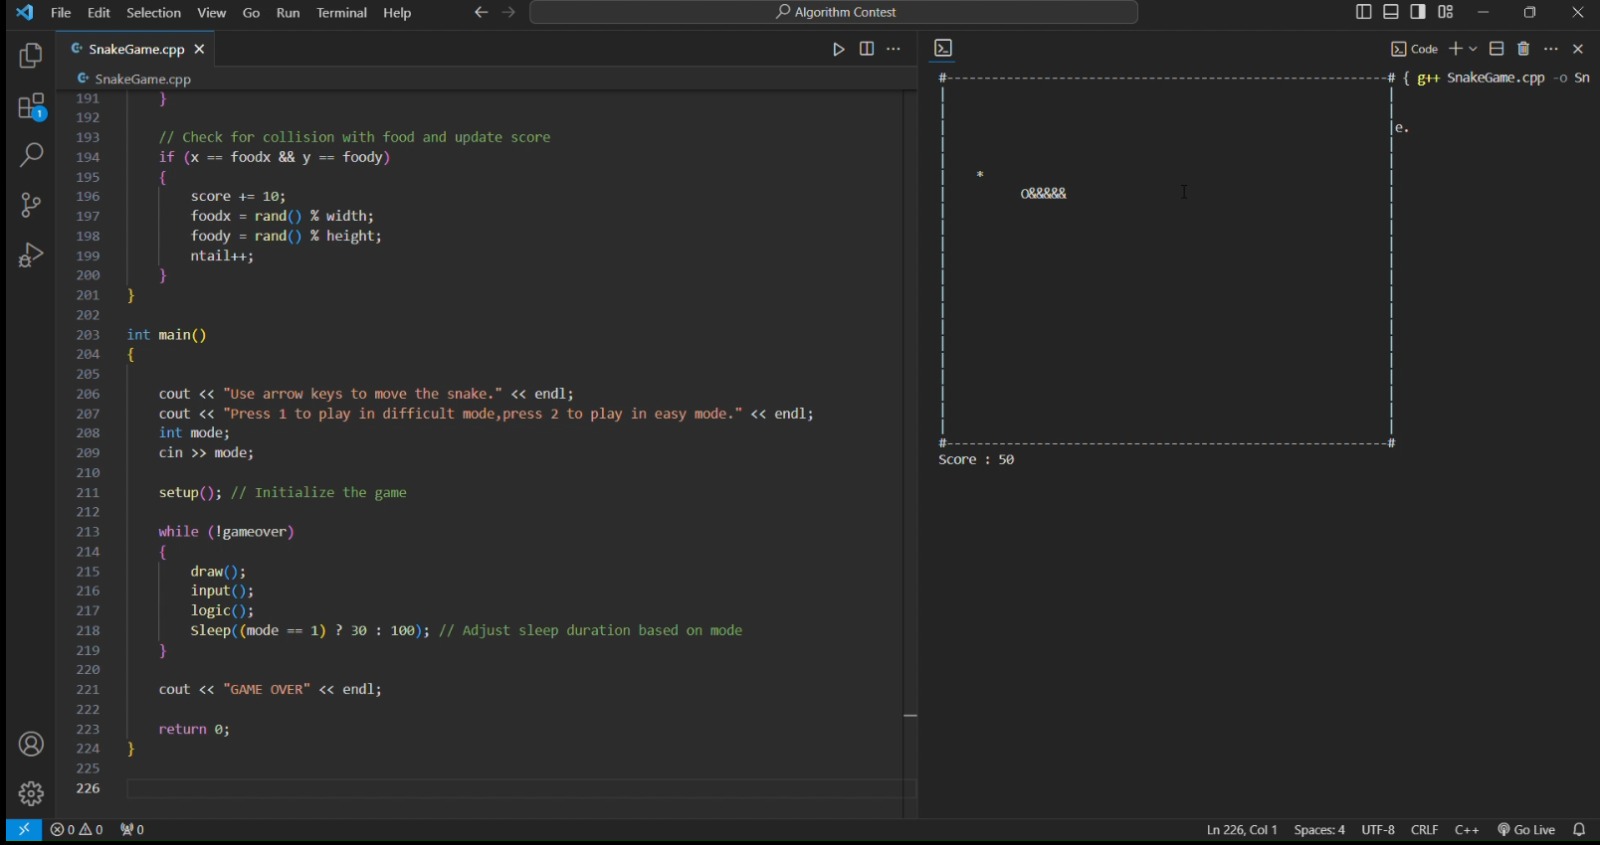 File Edit Selection View Go Run Terminal Help
Algorithm Contest
SnakeGame.cpp
SnakeGame.cpp
1
191 }
192
193 // Check for collision with food and update score
194 if (x == foodx && y == foody)
195 {
196 score += 10;
197 foodx = rand() % width;
198 foody = rand() % height;
199 ntail++;
200 }
201 }
202
203 int main()
204 {
205
206 cout << "Use arrow keys to move the snake." << endl;
207 cout << "Press 1 to play in difficult mode,press 2 to play in easy mode." << endl;
208 int mode;
209 cin >> mode;
210
211 setup(); // Initialize the game
212
213 while (!gameover)
214 {
215 draw();
216 input();
217 logic();
218 Sleep((mode == 1) ? 30 : 100); // Adjust sleep duration based on mode
219 }
220
221 cout << "GAME OVER" << endl;
222
223 return 0;
224 }
225
226
Code
#-------------------------------------------------------# { g++ SnakeGame.cpp -o Sn
e.
*
O&&&&&
#-------------------------------------------------------#
Score : 50
0 0 0
Ln 226, Col 1 Spaces: 4 UTF-8 CRLF C++ Go Live